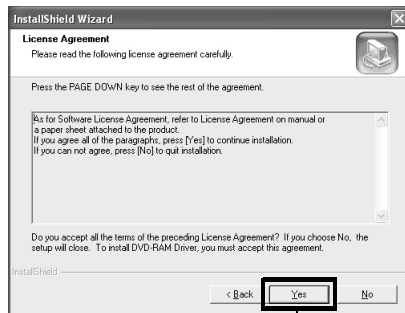 InstallShield Wizard
License Agreement
Please read the following license agreement carefully.
Press the PAGE DOWN key to see the rest of the agreement.
As for Software License Agreement, refer to License Agreement on manual or
a paper sheet attached to the product.
If you agree all of the paragraphs, press [Yes] to continue installation.
If you can not agree, press [No] to quit installation.
Do you accept all the terms of the preceding License Agreement? If you choose No, the
setup will close. To install DVD-RAM Driver, you must accept this agreement.
InstallShield
< Back Yes No